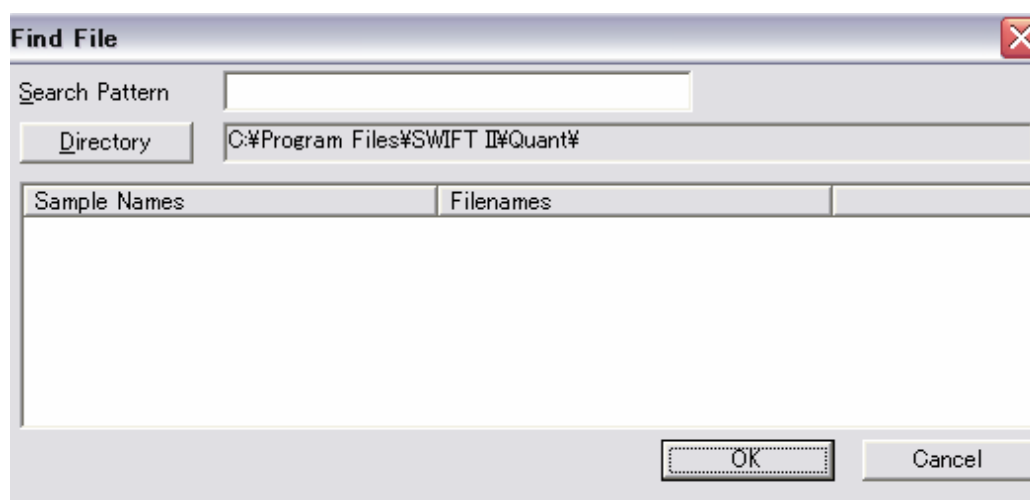 Find File
Search Pattern
Directory C:¥Program Files¥SWIFT II¥Quant¥
Sample Names Filenames
OK Cancel